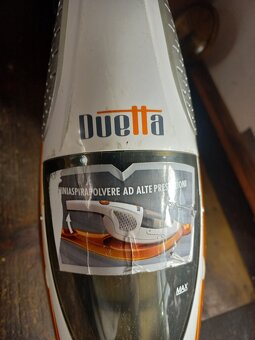 Duetta
MINIASPIRAPOLVERE AD ALTE PRESTAZIONI
MAX